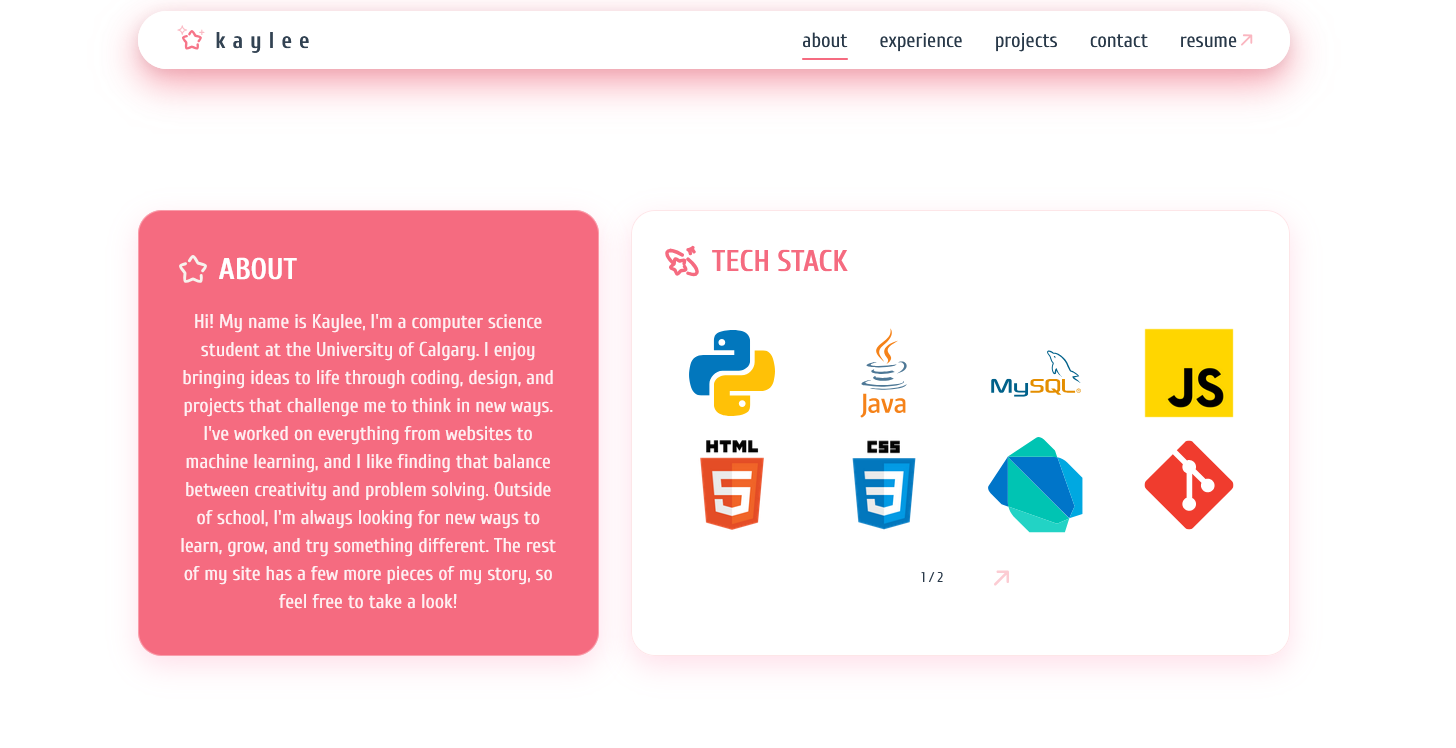 kaylee
about experience projects contact resume
ABOUT
Hi! My name is Kaylee, I'm a computer science
student at the University of Calgary. I enjoy
bringing ideas to life through coding, design, and
projects that challenge me to think in new ways.
I've worked on everything from websites to
machine learning, and I like finding that balance
between creativity and problem solving. Outside
of school, I'm always looking for new ways to
learn, grow, and try something different. The rest
of my site has a few more pieces of my story, so
feel free to take a look!
TECH STACK
Java
MySQL®
JS
HTML
5
CSS
3
1 / 2